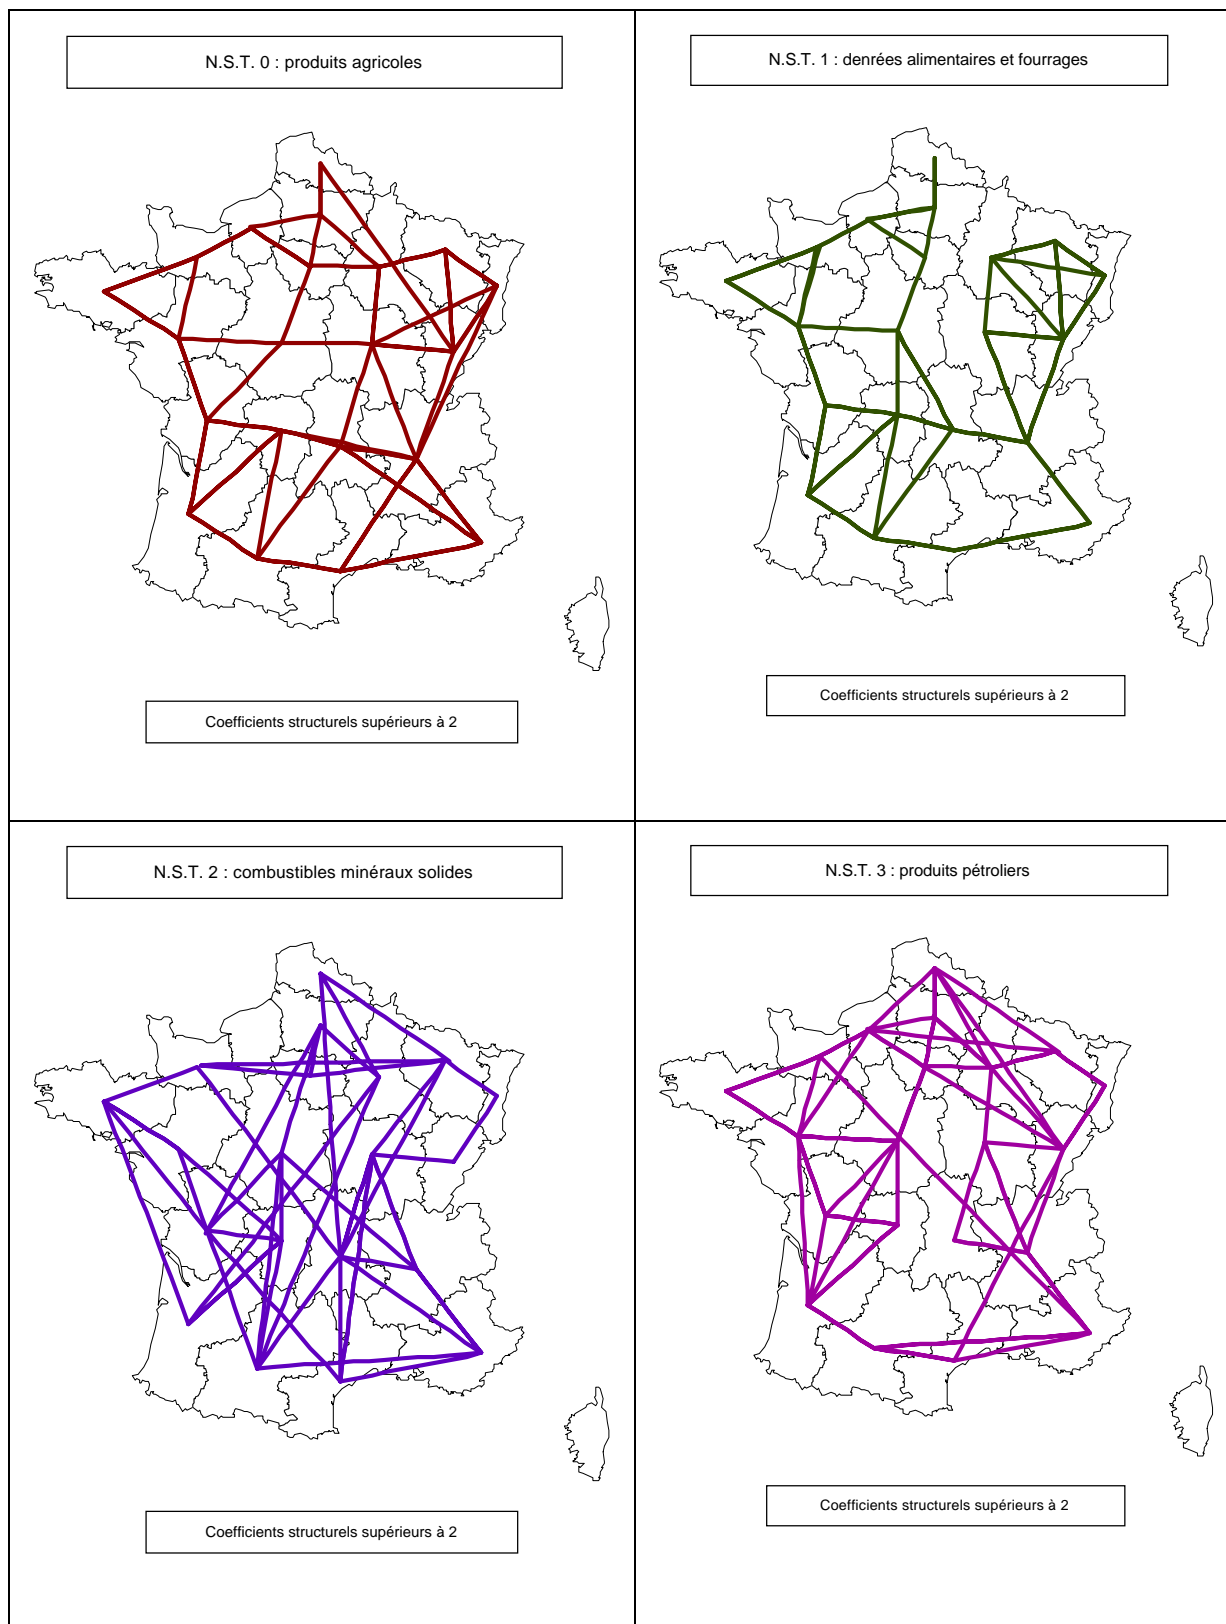 N.S.T. 0 : produits agricoles
N.S.T. 1 : denrées alimentaires et fourrages
Coefficients structurels supérieurs à 2
Coefficients structurels supérieurs à 2
N.S.T. 2 : combustibles minéraux solides
N.S.T. 3 : produits pétroliers
Coefficients structurels supérieurs à 2
Coefficients structurels supérieurs à 2